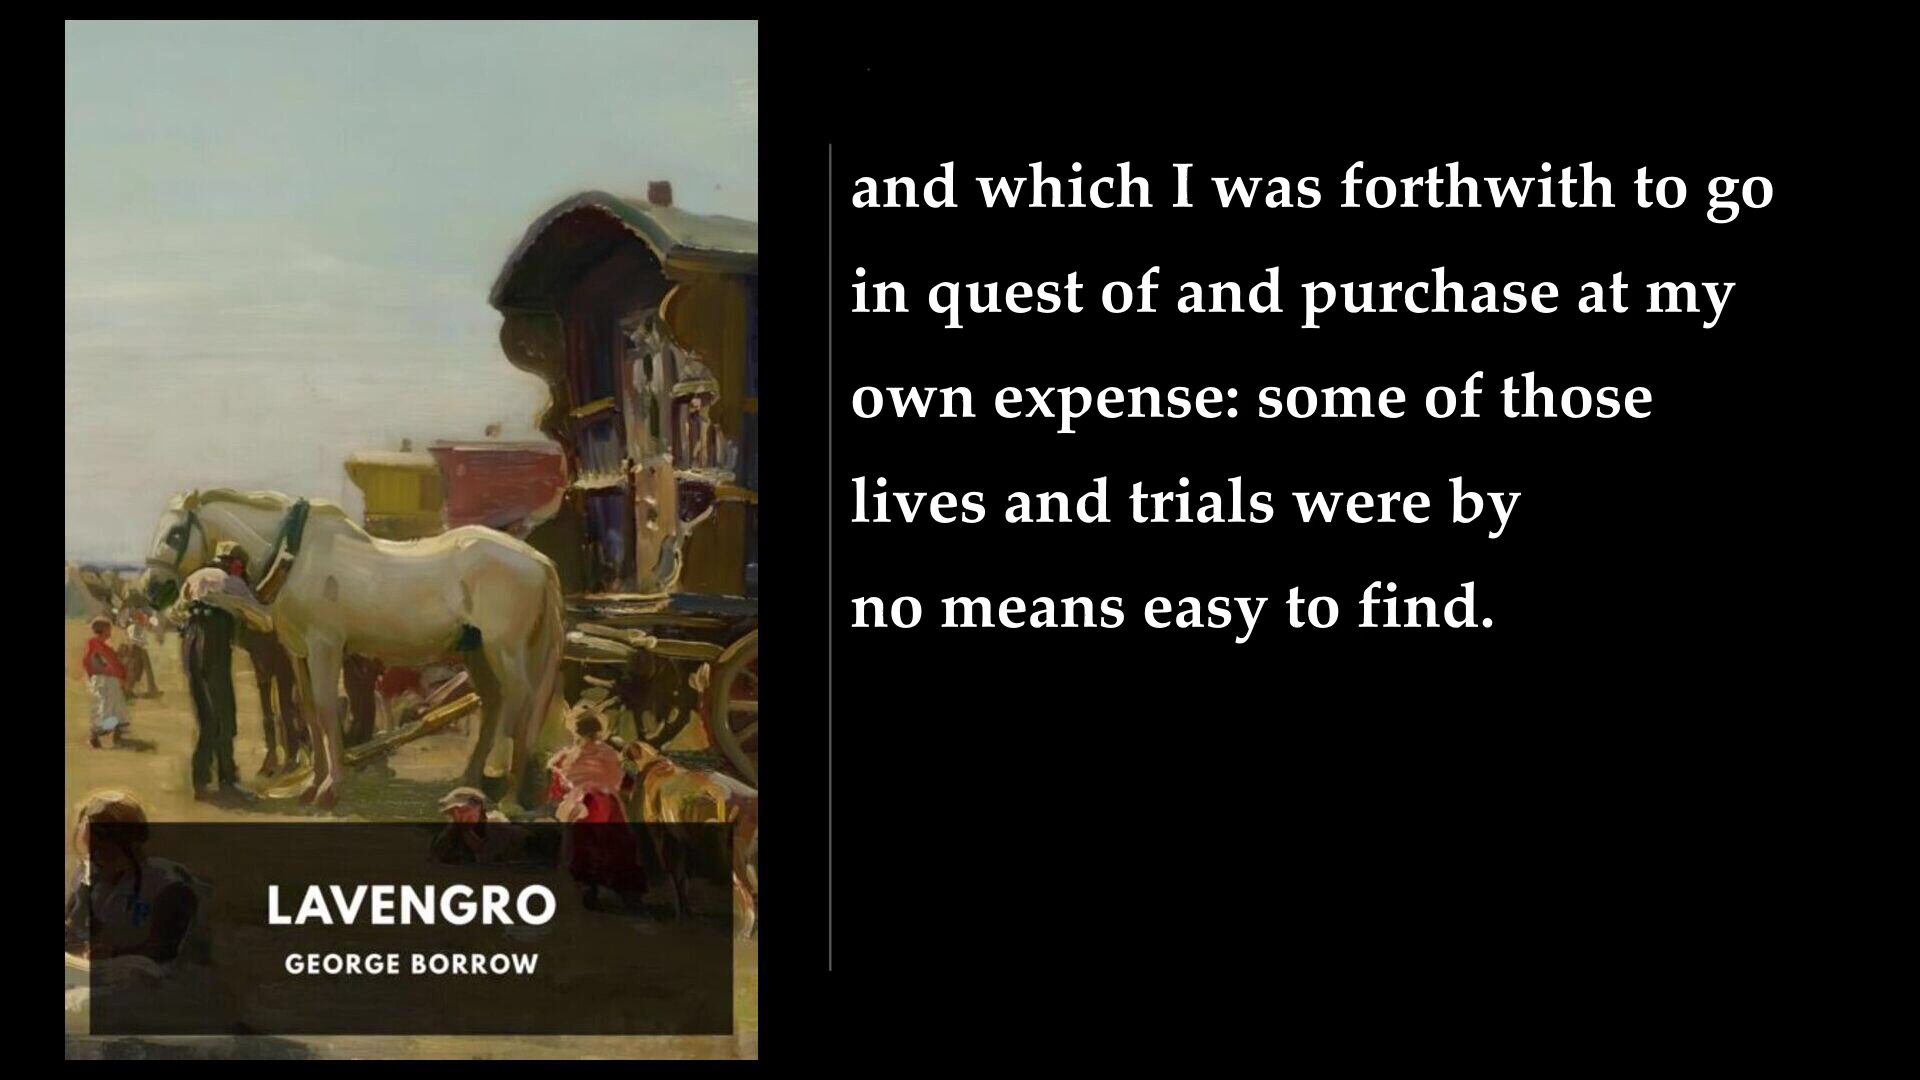 and which I was forthwith to go
in quest of and purchase at my
own expense: some of those
lives and trials were by
no means easy to find.
LAVENGRO
GEORGE BORROW